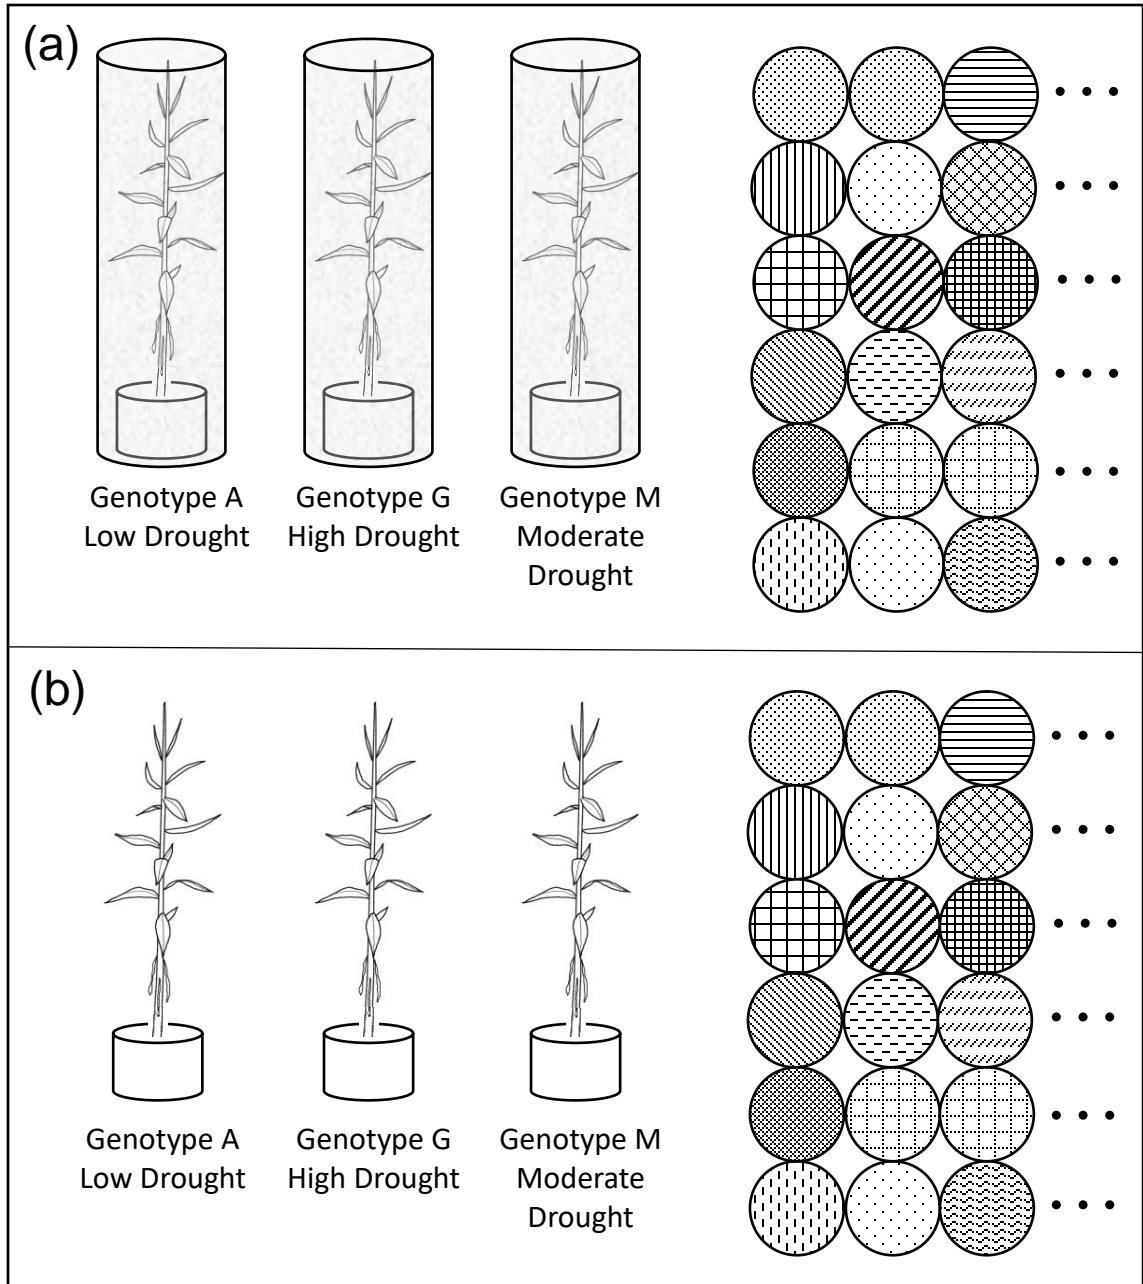 (a)
Genotype A
Low Drought
Genotype G
High Drought
Genotype M
Moderate
Drought
(b)
Genotype A
Low Drought
Genotype G
High Drought
Genotype M
Moderate
Drought